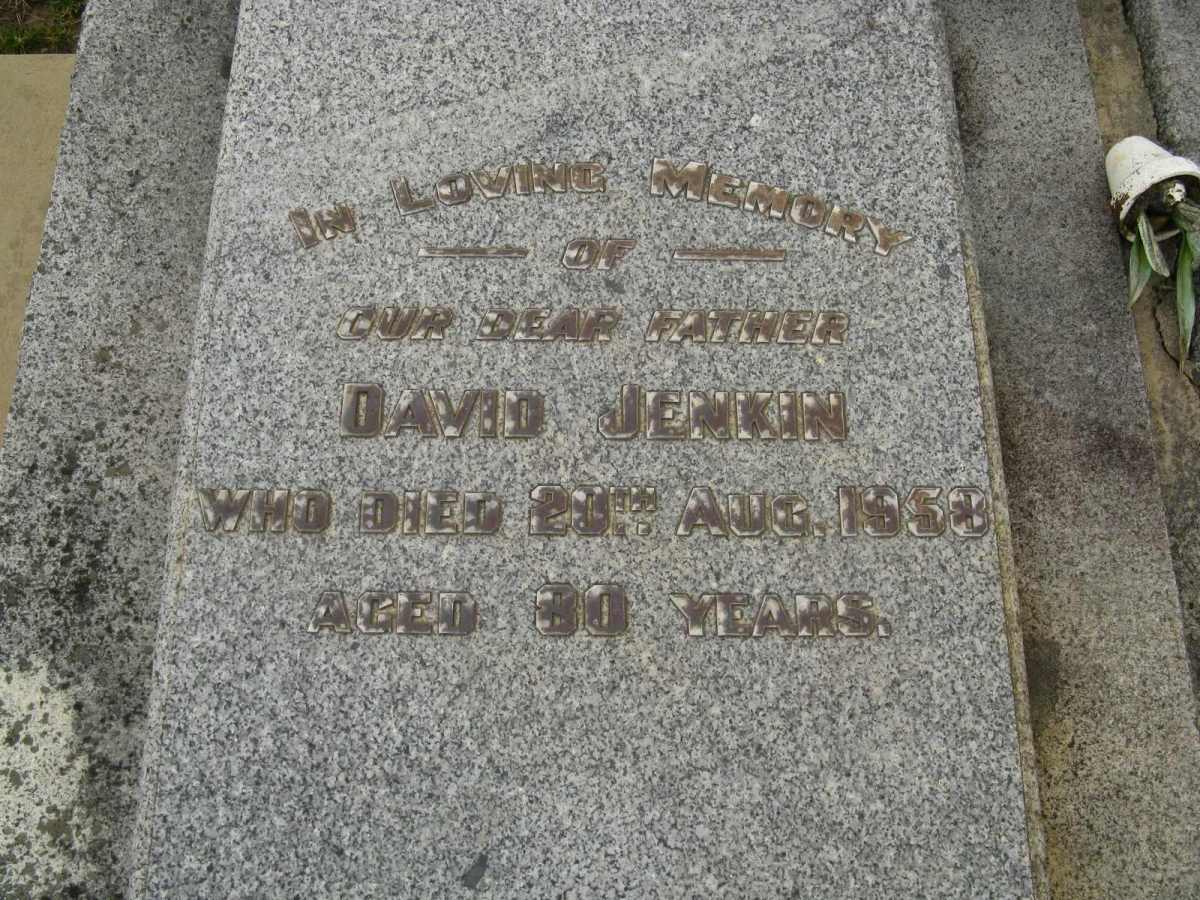 IN LOVING MEMORY
OF
OUR DEAR FATHER
DAVID JENKIN
WHO DIED 20TH AUG. 1958
AGED 80 YEARS.